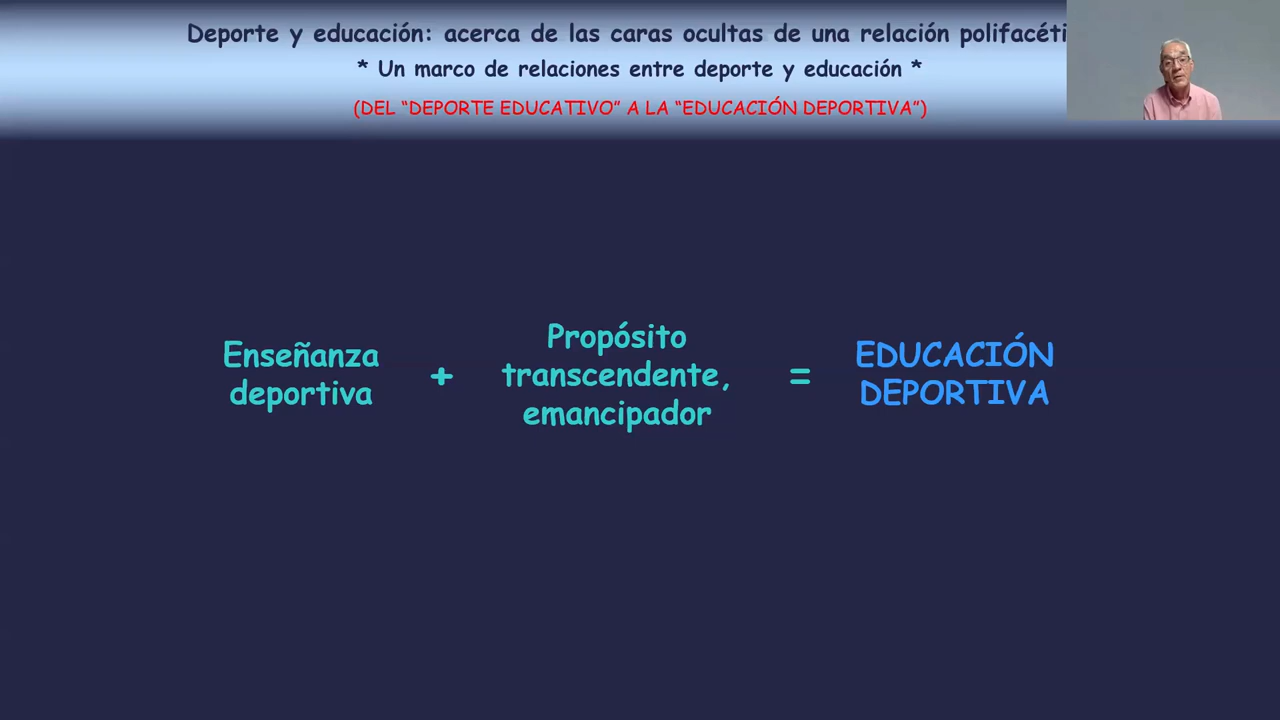 Deporte y educación: acerca de las caras ocultas de una relación polifacéti
* Un marco de relaciones entre deporte y educación *
(DEL “DEPORTE EDUCATIVO” A LA “EDUCACIÓN DEPORTIVA”)
Enseñanza
deportiva
+
Propósito
transcendente,
emancipador
=
EDUCACIÓN
DEPORTIVA